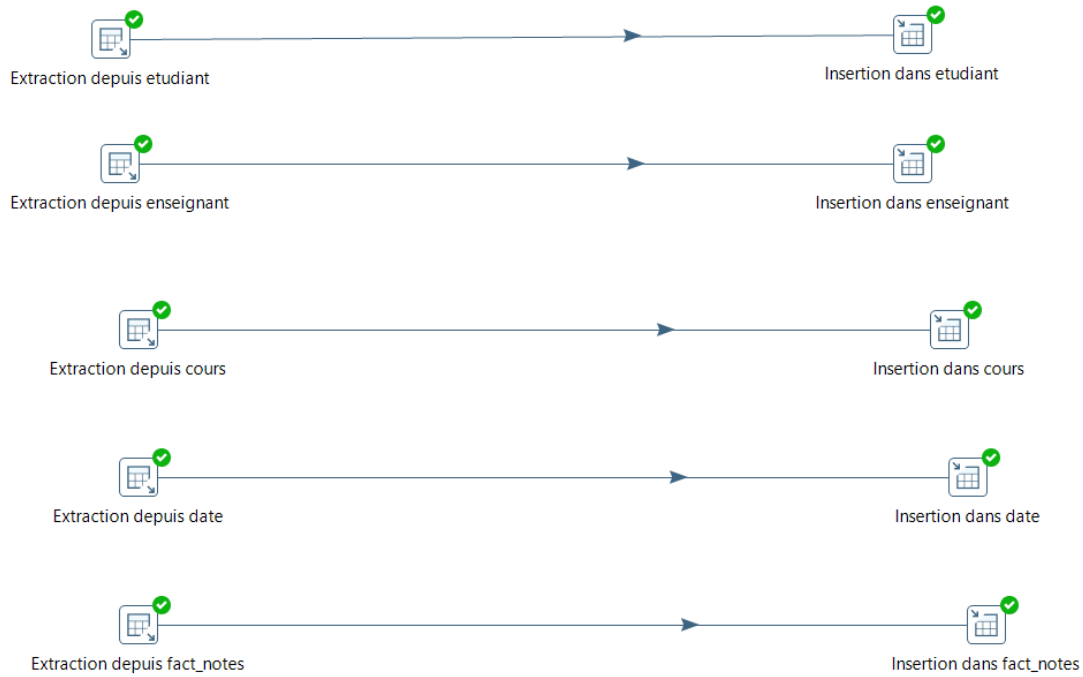 Extraction depuis etudiant
Insertion dans etudiant
Extraction depuis enseignant
Insertion dans enseignant
Extraction depuis cours
Insertion dans cours
Extraction depuis date
Insertion dans date
Extraction depuis fact_notes
Insertion dans fact_notes